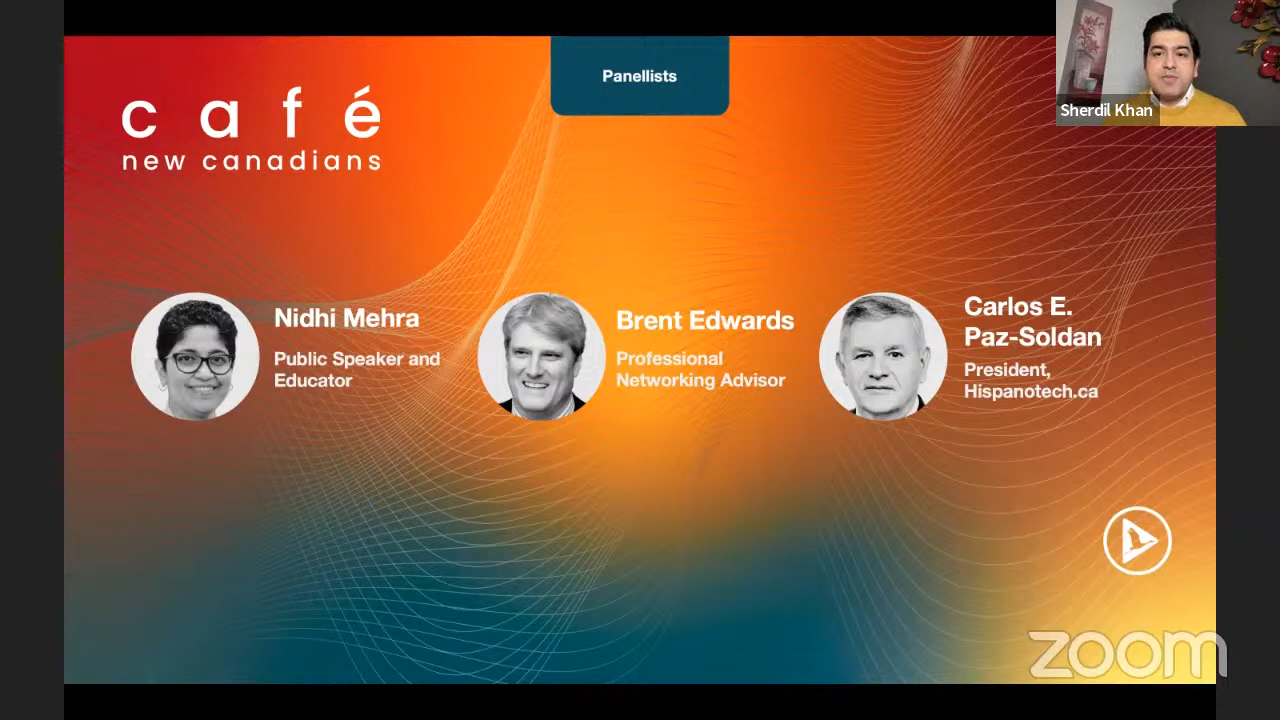 Panellists
café
new canadians
Sherdil Khan
Nidhi Mehra
Public Speaker and
Educator
Brent Edwards
Professional
Networking Advisor
Carlos E.
Paz-Soldan
President,
Hispanotech.ca
zoom